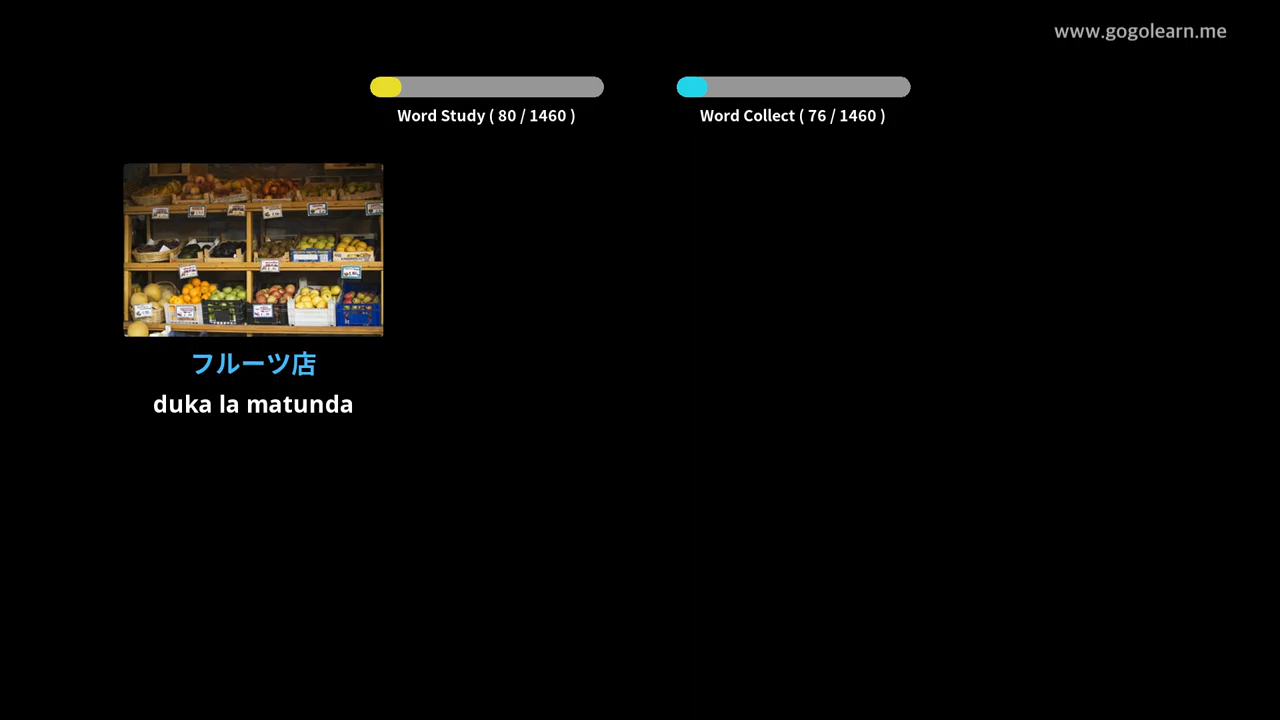 www.gogolearn.me
Word Study ( 80 / 1460 )
Word Collect ( 76 / 1460 )
フルーツ店
duka la matunda